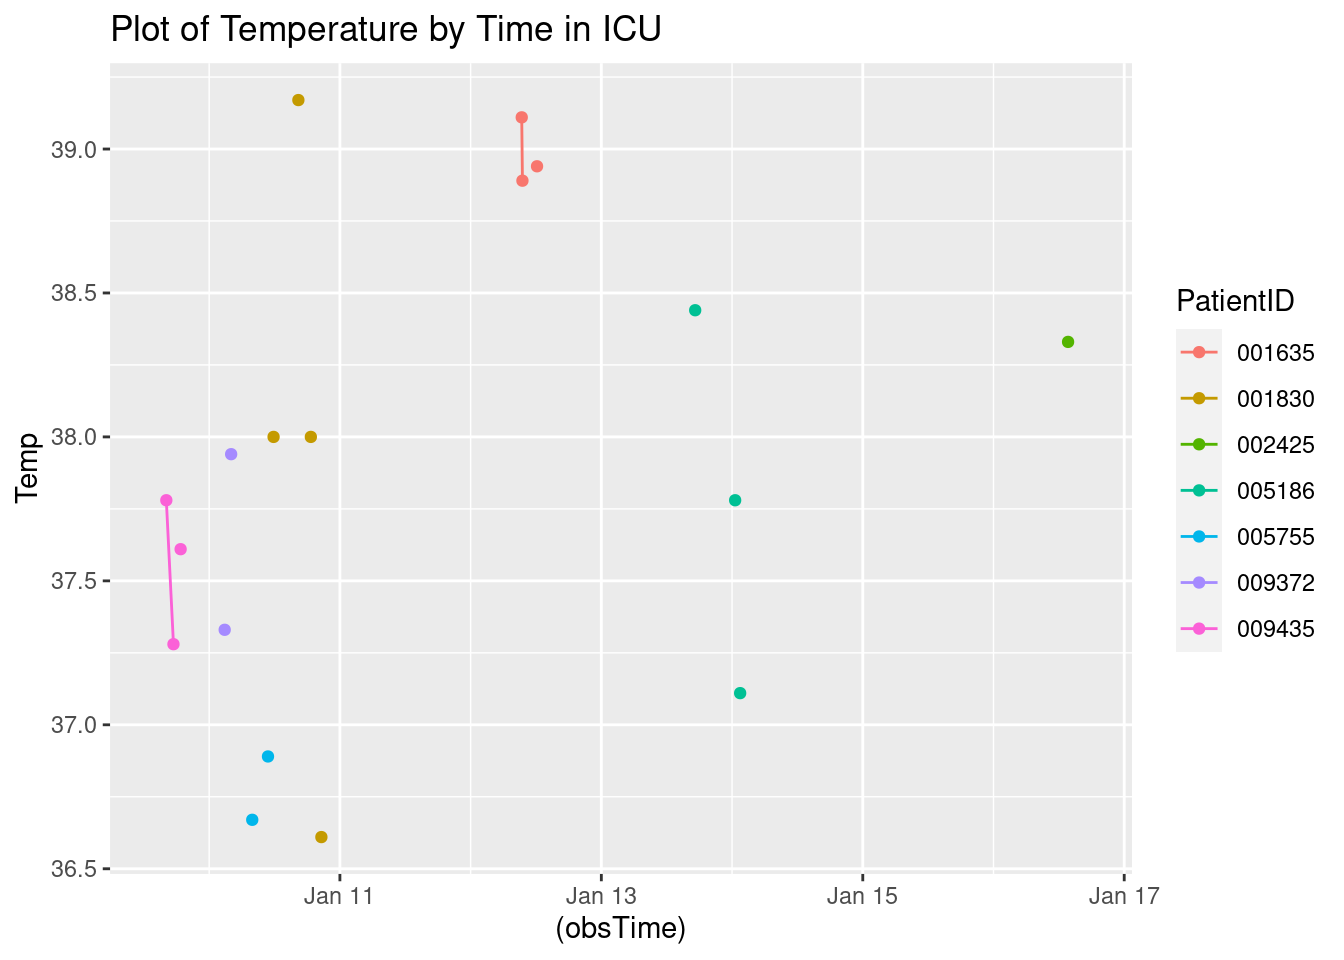 Plot of Temperature by Time in ICU
39.0
38.5
38.0
37.5
37.0
36.5
Temp
Jan 11
Jan 13
Jan 15
Jan 17
(obsTime)
PatientID
001635
001830
002425
005186
005755
009372
009435